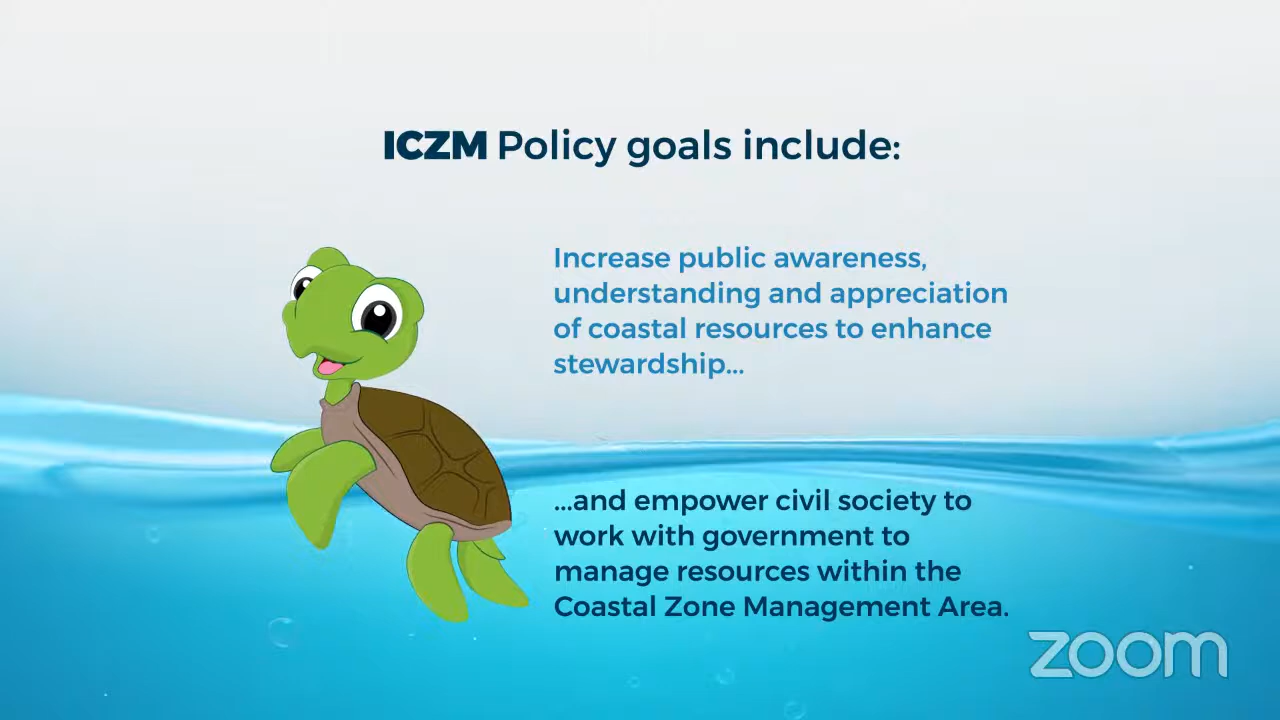 ICZM Policy goals include:
Increase public awareness,
understanding and appreciation
of coastal resources to enhance
stewardship...
...and empower civil society to
work with government to
manage resources within the
Coastal Zone Management Area.
zoom